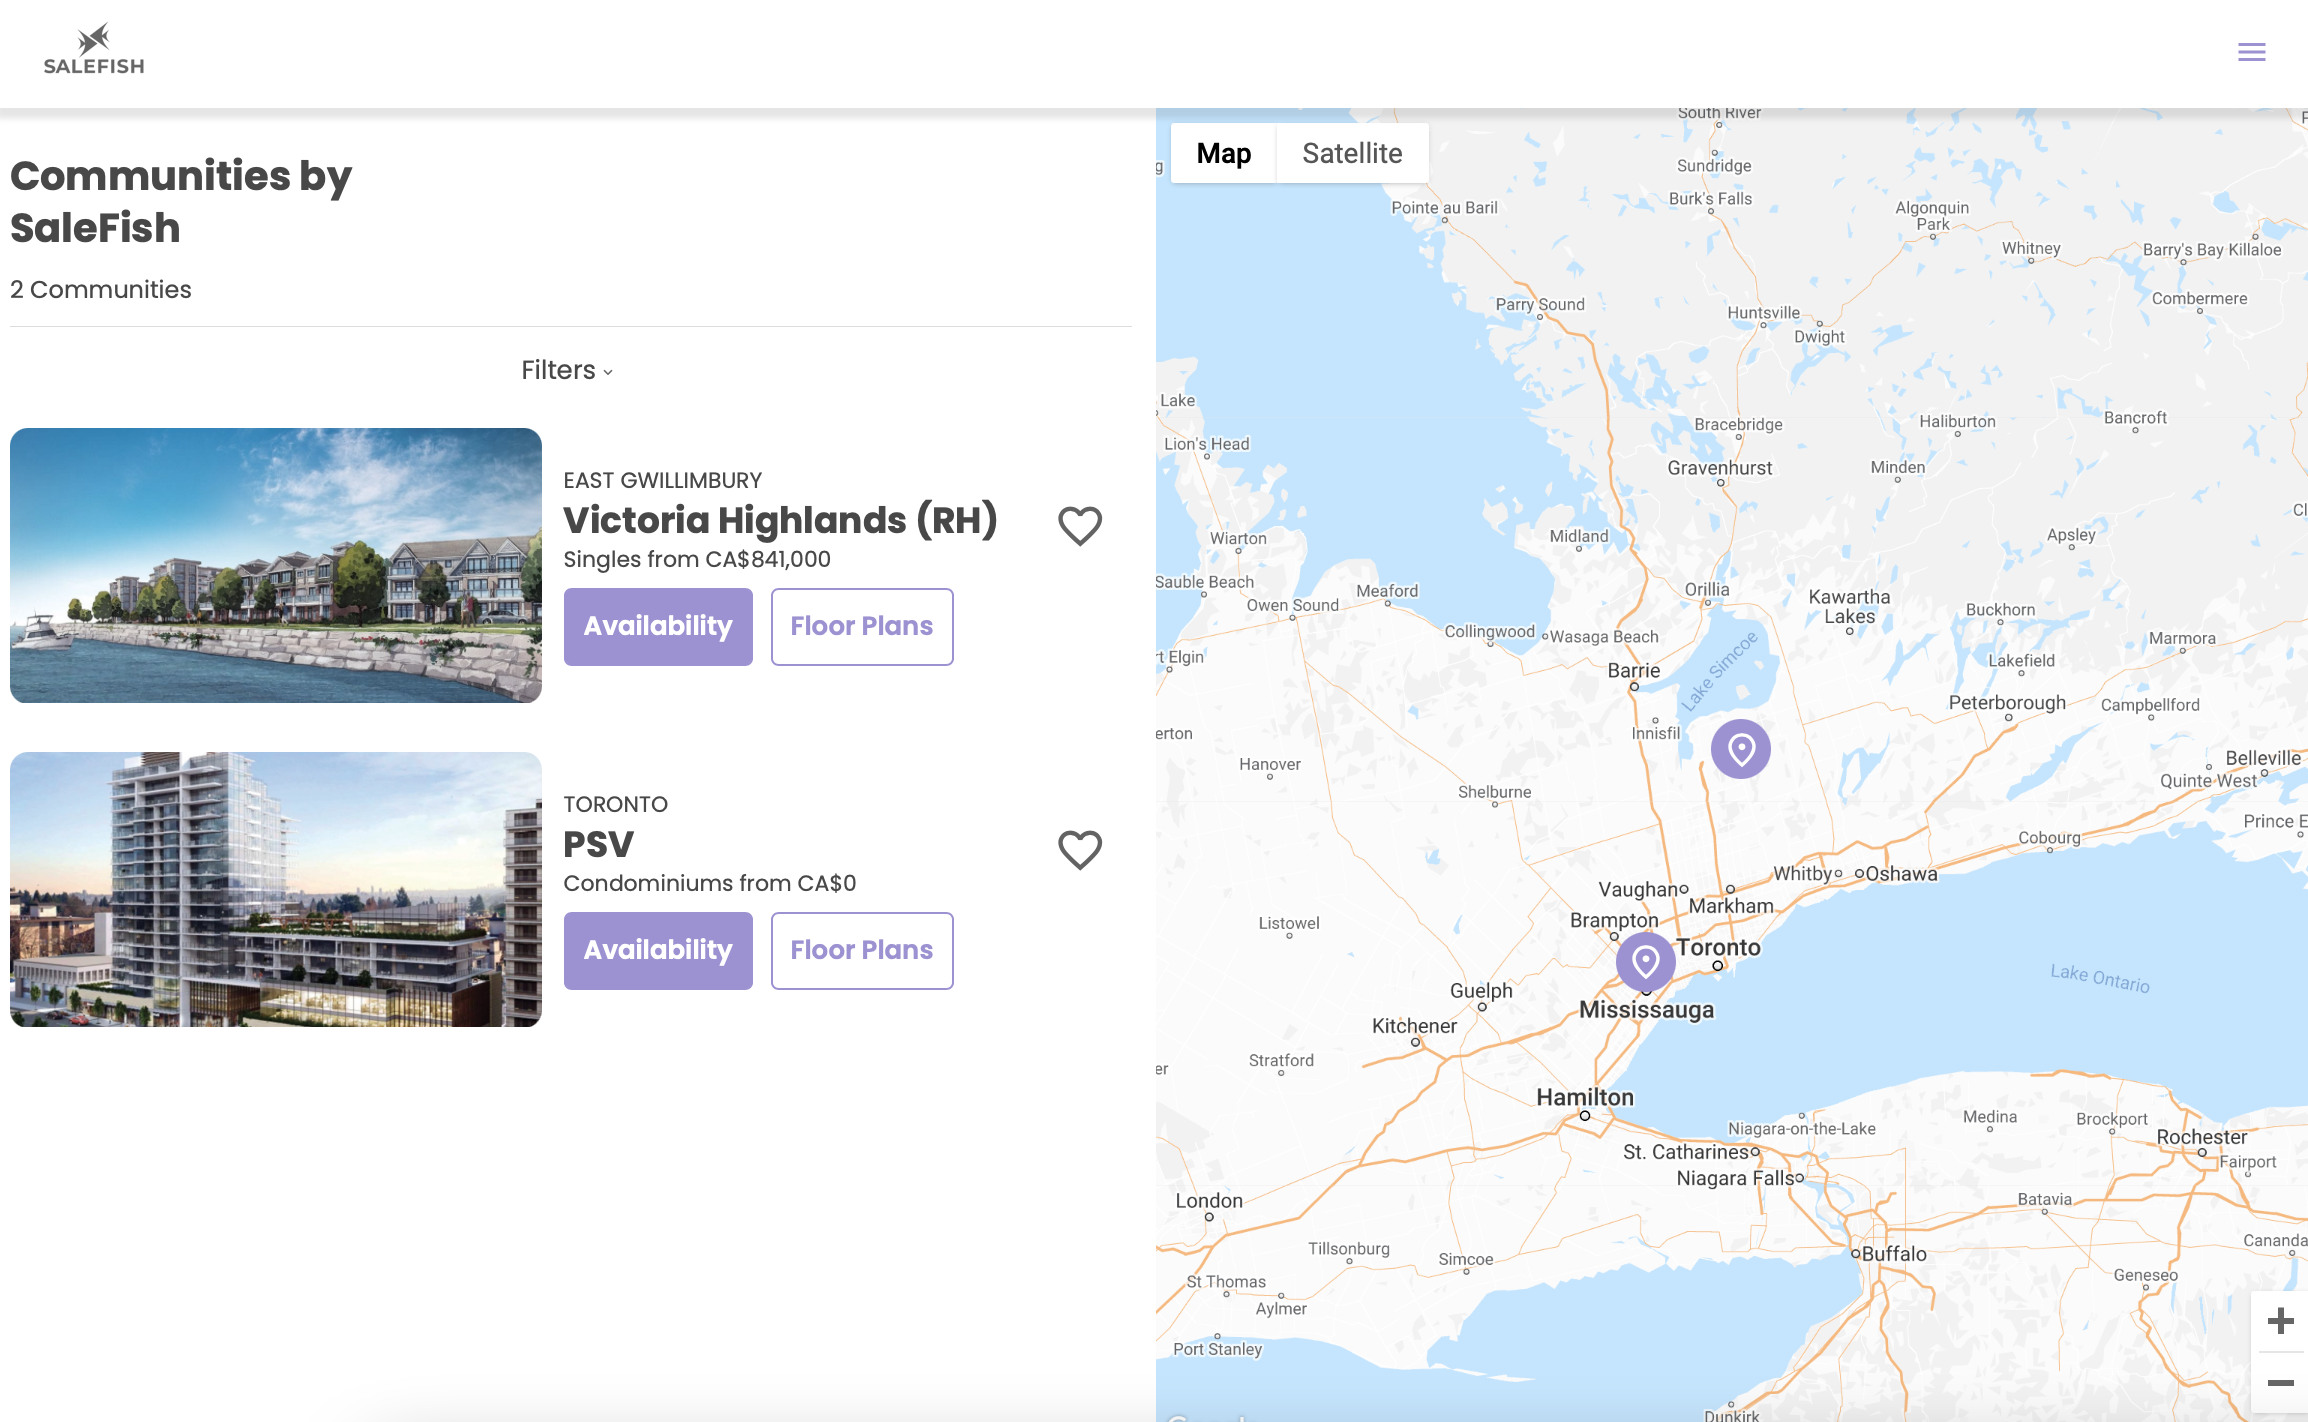 SALEFISH
Communities by
SaleFish
2 Communities
Filters
EAST GWILLIMBURY
Victoria Highlands (RH)
Singles from CA$841,000
Availability
Floor Plans
TORONTO
PSV
Condominiums from CA$0
Availability
Floor Plans
Map
Satellite
South River
Sundridge
Burk's Falls
Pointe au Baril
Algonquin
Park
Whitney
Barry's Bay
Killaloe
Combermere
Parry Sound
Huntsville
Dwight
Lake
Lion's Head
Bracebridge
Haliburton
Bancroft
Gravenhurst
Minden
Wiarton
Midland
Apsley
Sauble Beach
Owen Sound
Meaford
Orillia
Kawartha
Lakes
Buckhorn
Collingwood
Wasaga Beach
Marmora
rt Elgin
Barrie
Lake Simcoe
Lakefield
Peterborough
Campbellford
erton
Innisfil
Hanover
Belleville
Quinte West
Shelburne
Prince E
Cobourg
Whitby
Oshawa
Vaughan
Markham
Brampton
Listowel
Toronto
Lake Ontario
Guelph
Mississauga
Kitchener
Stratford
er
Hamilton
Niagara-on-the-Lake
Medina
Brockport
Rochester
St. Catharines
Fairport
Niagara Falls
London
Batavia
Tillsonburg
Simcoe
Buffalo
Cananda
St Thomas
Geneseo
Aylmer
Port Stanley
Dunkirk